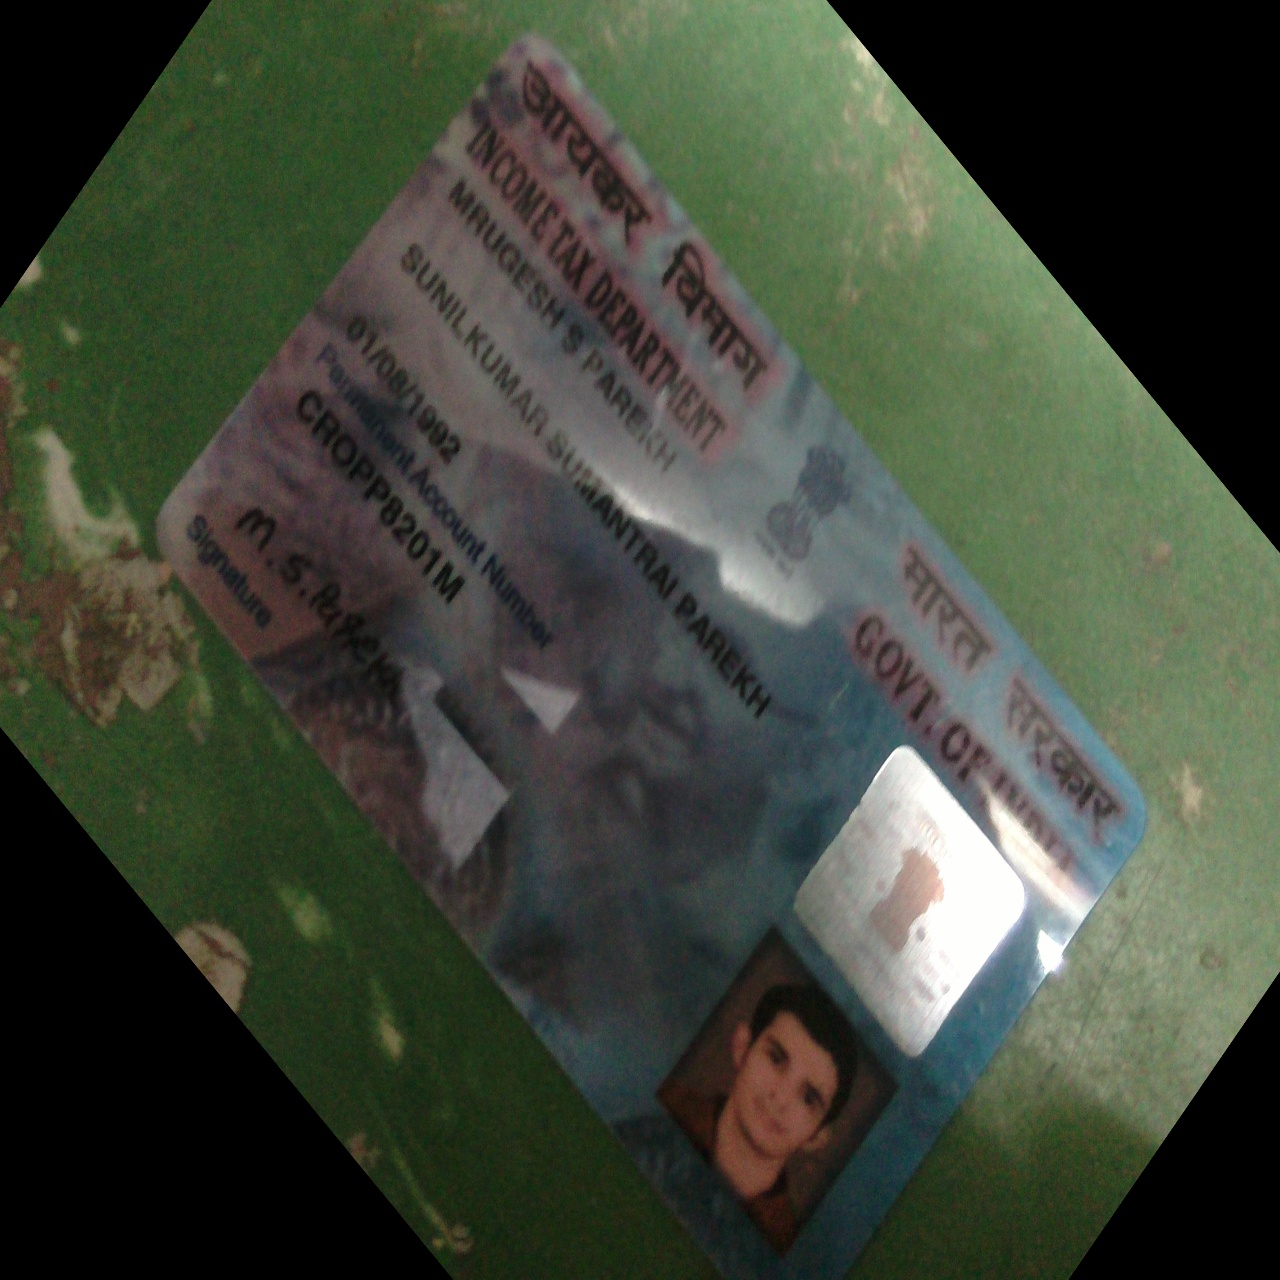 आयकर विभाग
INCOME TAX DEPARTMENT
भारत सरकार
GOVT. OF INDIA
MRUGESH S PAREKH
SUNILKUMAR SUMANTRAI PAREKH
01/08/1992
Permanent Account Number
CROPP8201M
M. S. Parekh
Signature